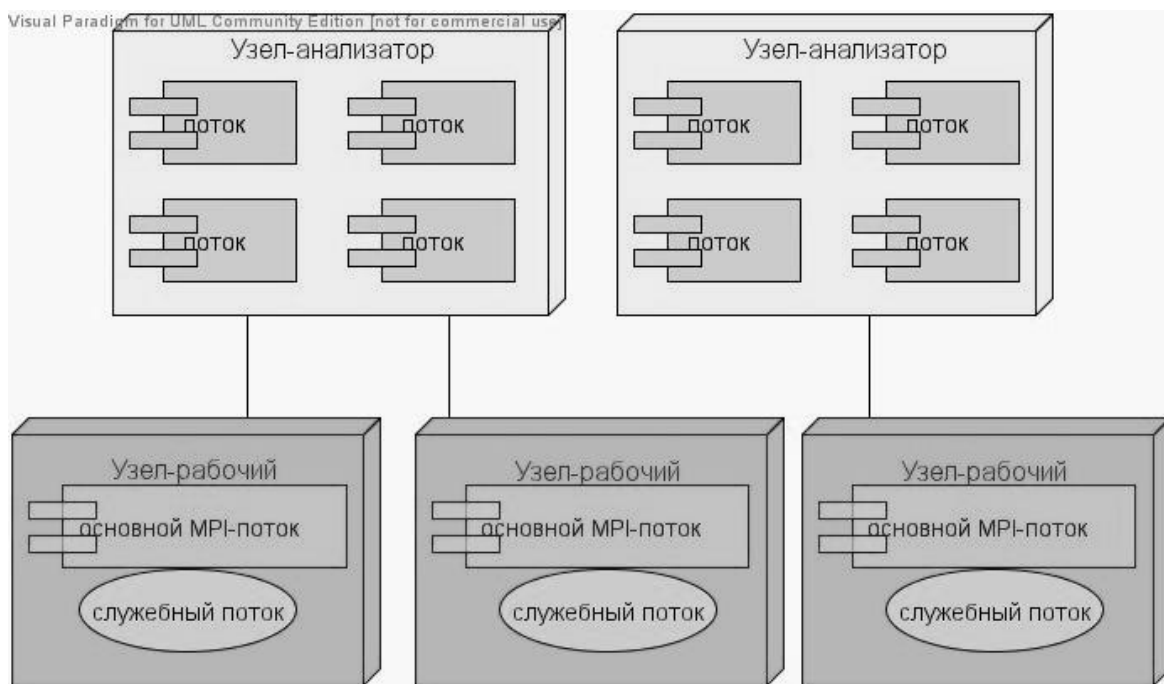 Visual Paradigm for UML Community Edition [not for commercial use]
Узел-анализатор
Узел-анализатор
поток
поток
поток
поток
поток
поток
поток
поток
Узел-рабочий
Узел-рабочий
Узел-рабочий
основной MPI-поток
основной MPI-поток
основной MPI-поток
служебный поток
служебный поток
служебный поток